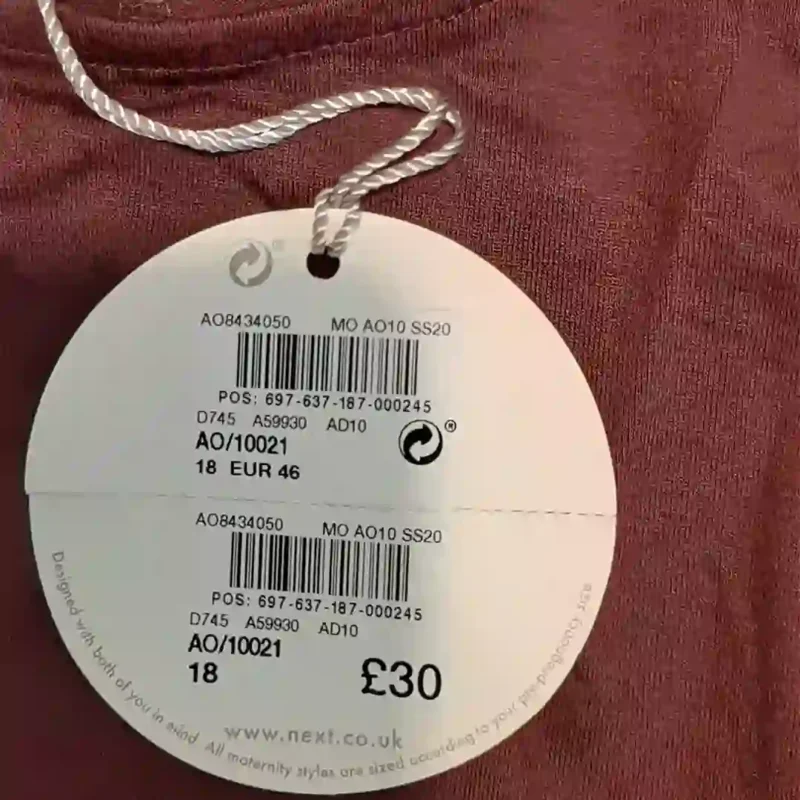 AO8434050 MO AO10 SS20
POS: 697-637-187-000245
D745 A59930 AD10
AO/10021
18 EUR 46
AO8434050 MO AO10 SS20
POS: 697-637-187-000245
D745 A59930 AD10
AO/10021
18 £30
www.next.co.uk
Designed with both of you in mind. All maternity styles are sized according to your pre-pregnancy